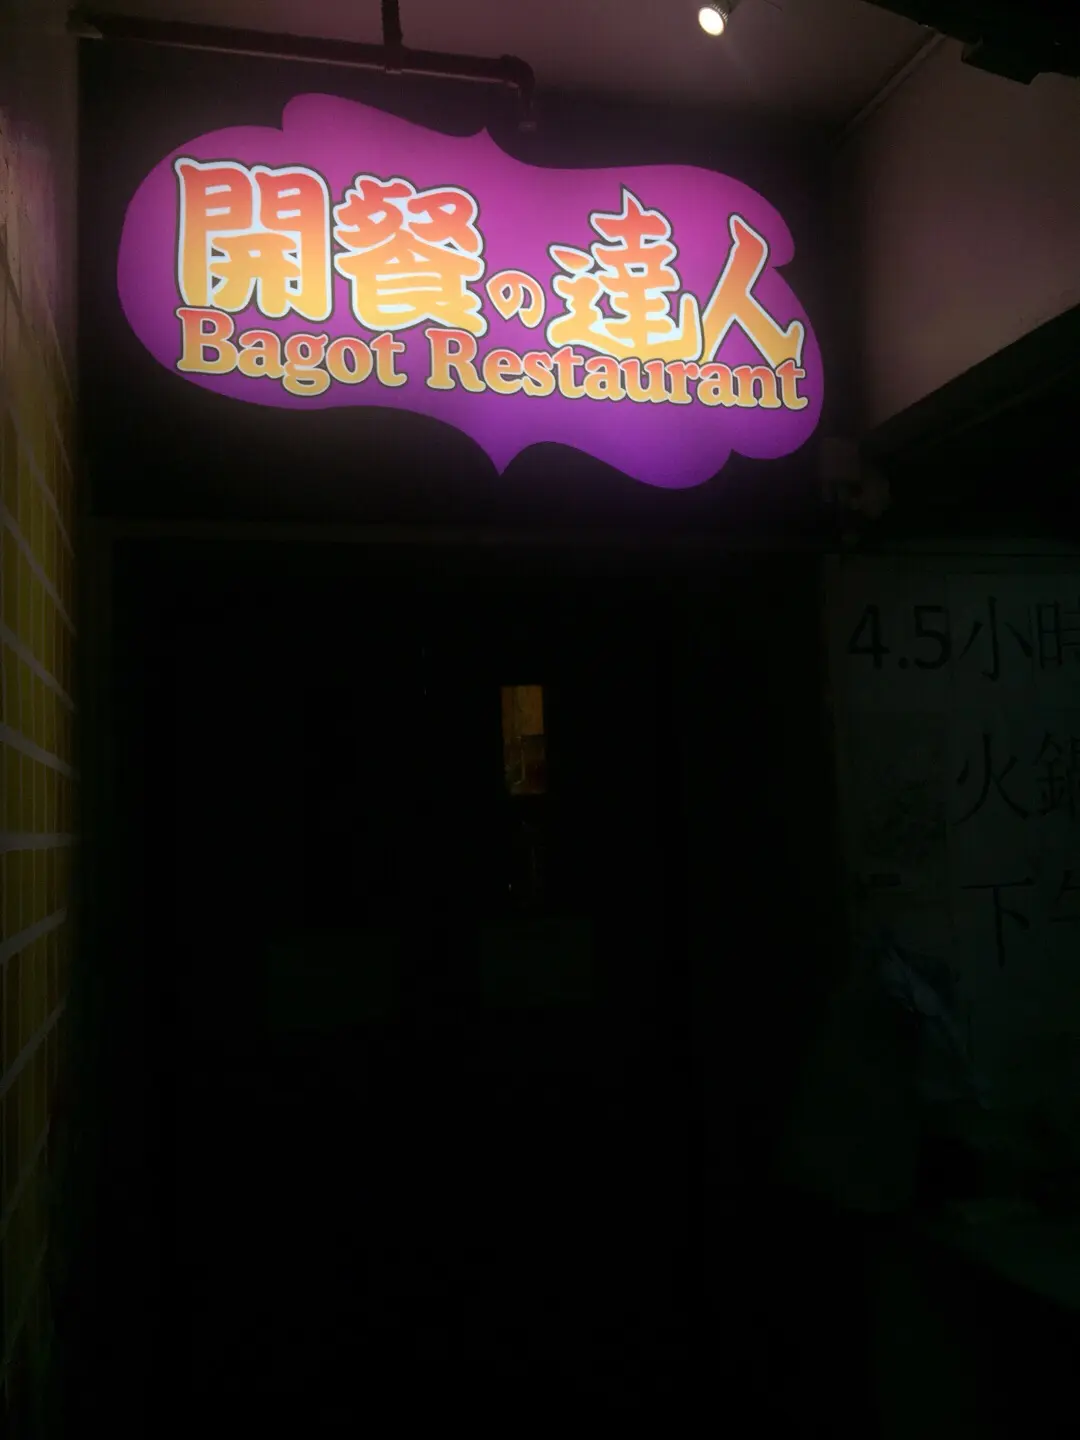 開餐の達人
Bagot Restaurant
4.5小時
火鍋
下午